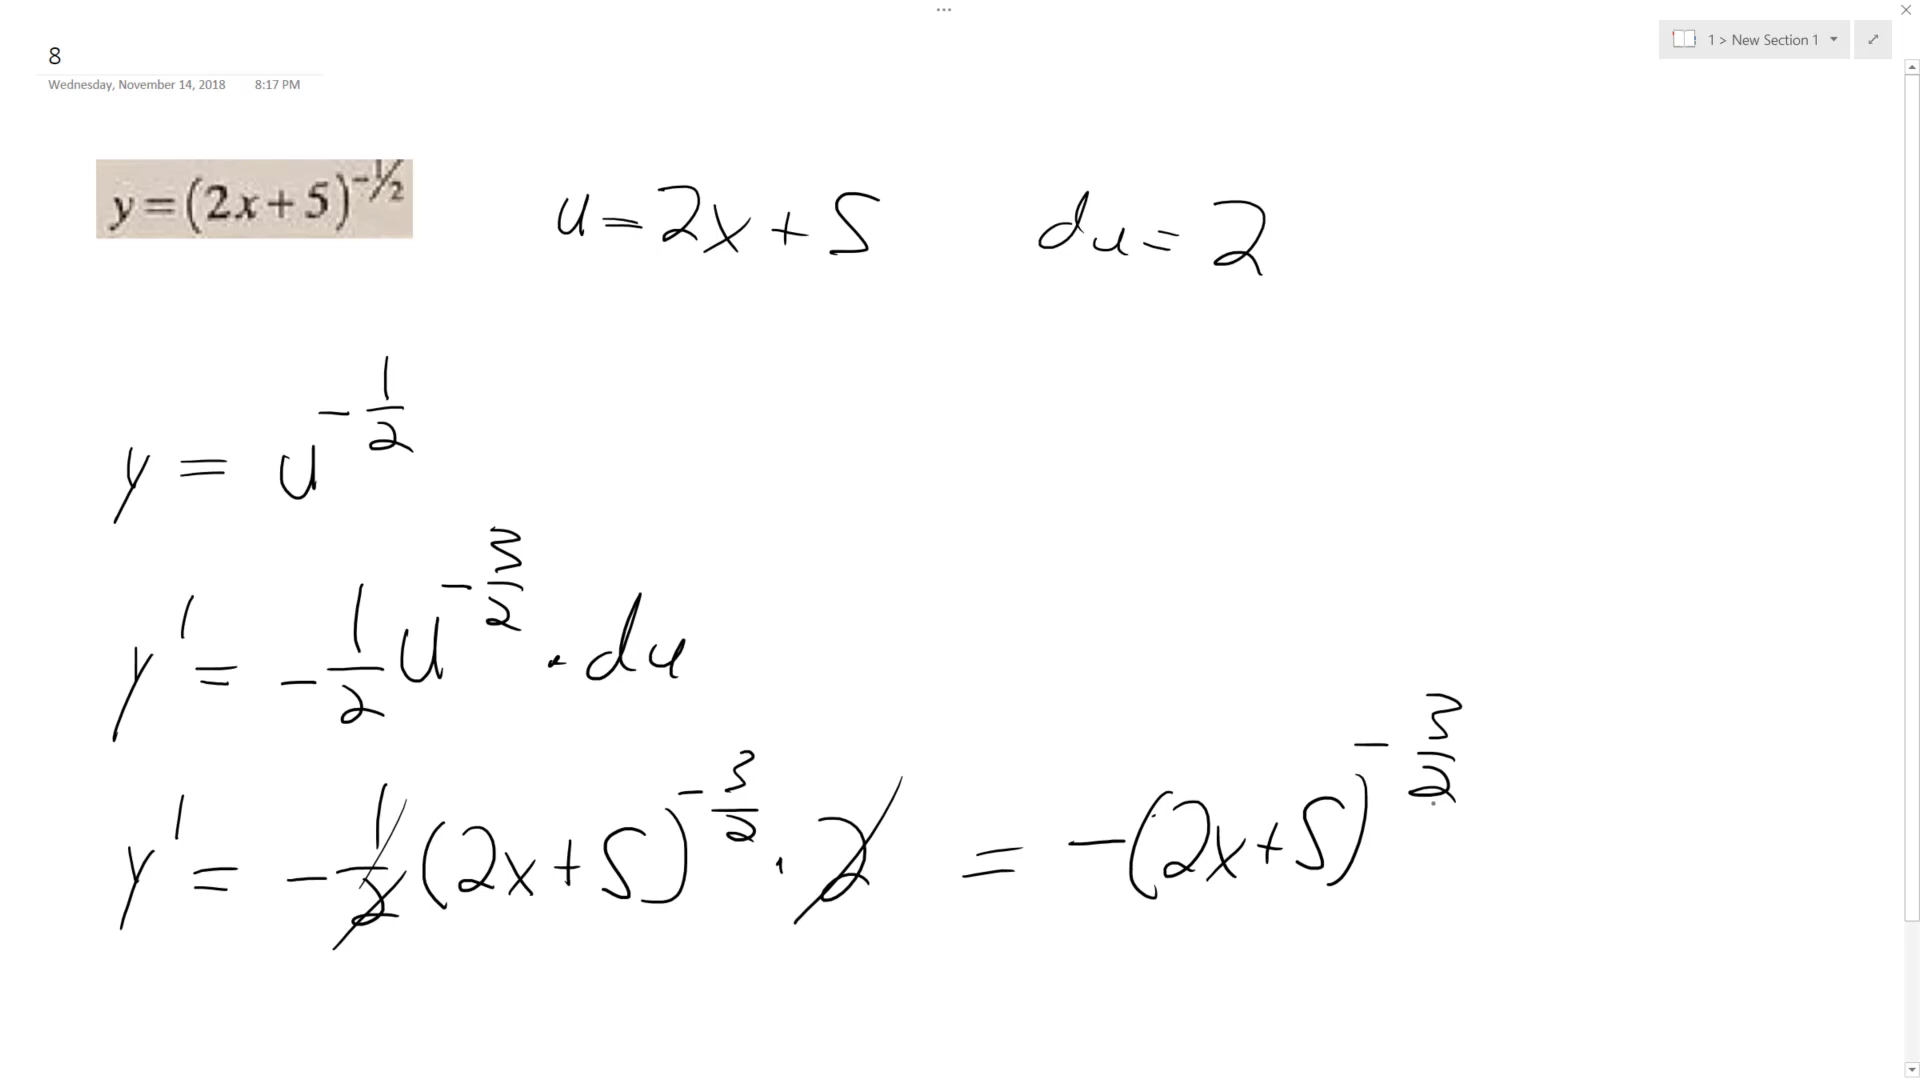 ...
1 > New Section 1
8
Wednesday, November 14, 2018 8:17 PM
y=(2x+5)^-1/2 u=2x+5 du=2
y=u^-1/2
y'=-1/2 u^-3/2 · du
y'=-1/2 (2x+5)^-3/2 · 2 = -(2x+5)^-3/2